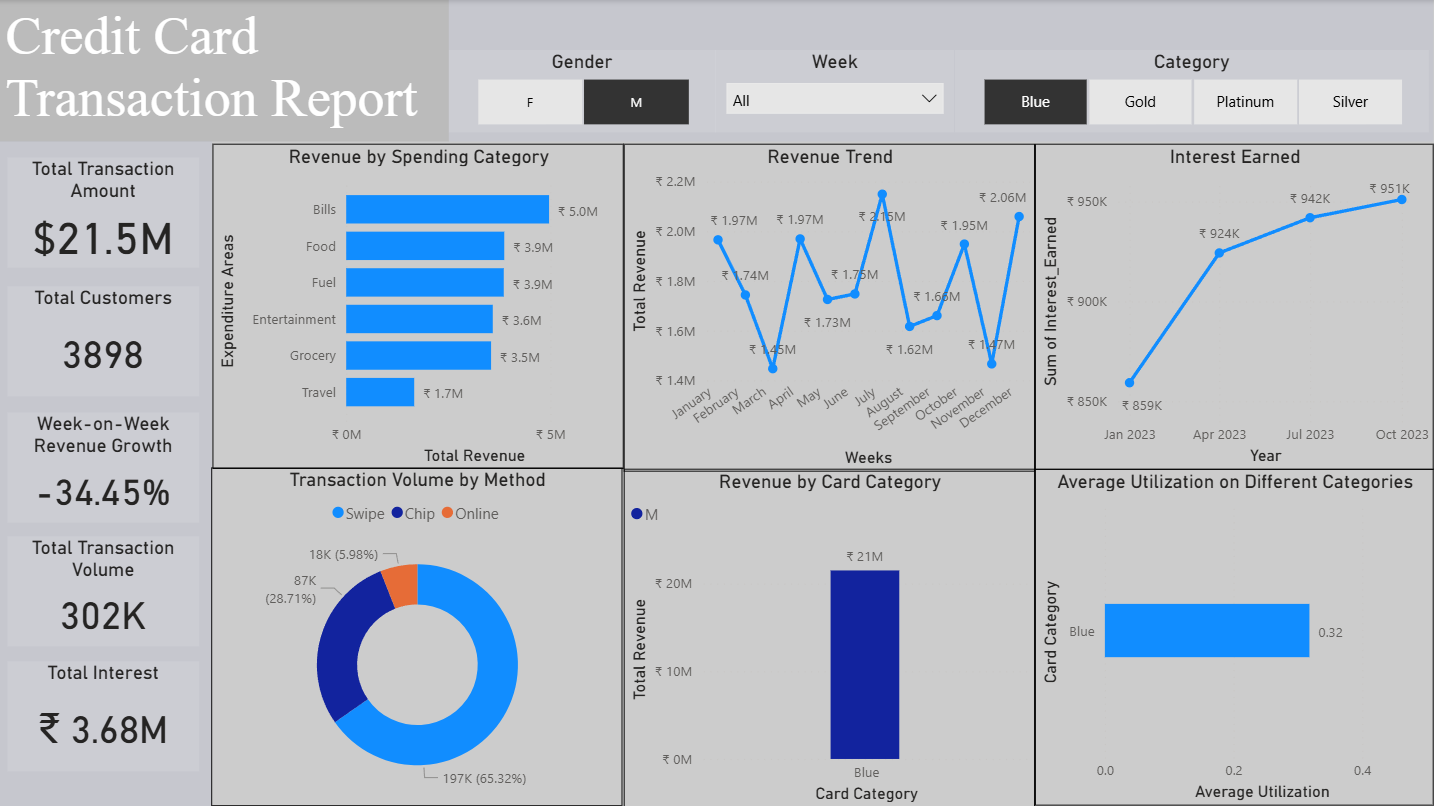 Credit Card
Transaction Report
Gender
F
M
Week
All
Category
Blue
Gold
Platinum
Silver
Total Transaction
Amount
$21.5M
Total Customers
3898
Week-on-Week
Revenue Growth
-34.45%
Total Transaction
Volume
302K
Total Interest
₹ 3.68M
Revenue by Spending Category
Expenditure Areas
Bills
₹ 5.0M
Food
₹ 3.9M
Fuel
₹ 3.9M
Entertainment
₹ 3.6M
Grocery
₹ 3.5M
Travel
₹ 1.7M
₹ 0M
₹ 5M
Total Revenue
Revenue Trend
Total Revenue
₹ 2.2M
₹ 2.0M
₹ 1.8M
₹ 1.6M
₹ 1.4M
₹ 1.97M
₹ 1.74M
₹ 1.45M
₹ 1.97M
₹ 1.73M
₹ 1.75M
₹ 2.15M
₹ 1.62M
₹ 1.66M
₹ 1.95M
₹ 1.47M
₹ 2.06M
January
February
March
April
May
June
July
August
September
October
November
December
Weeks
Interest Earned
Sum of Interest_Earned
₹ 950K
₹ 900K
₹ 850K
₹ 859K
₹ 924K
₹ 942K
₹ 951K
Jan 2023
Apr 2023
Jul 2023
Oct 2023
Year
Transaction Volume by Method
Swipe
Chip
Online
18K (5.98%)
87K
(28.71%)
197K (65.32%)
Revenue by Card Category
M
Total Revenue
₹ 21M
₹ 20M
₹ 10M
₹ 0M
Blue
Card Category
Average Utilization on Different Categories
Card Category
Blue
0.32
0.0
0.2
0.4
Average Utilization